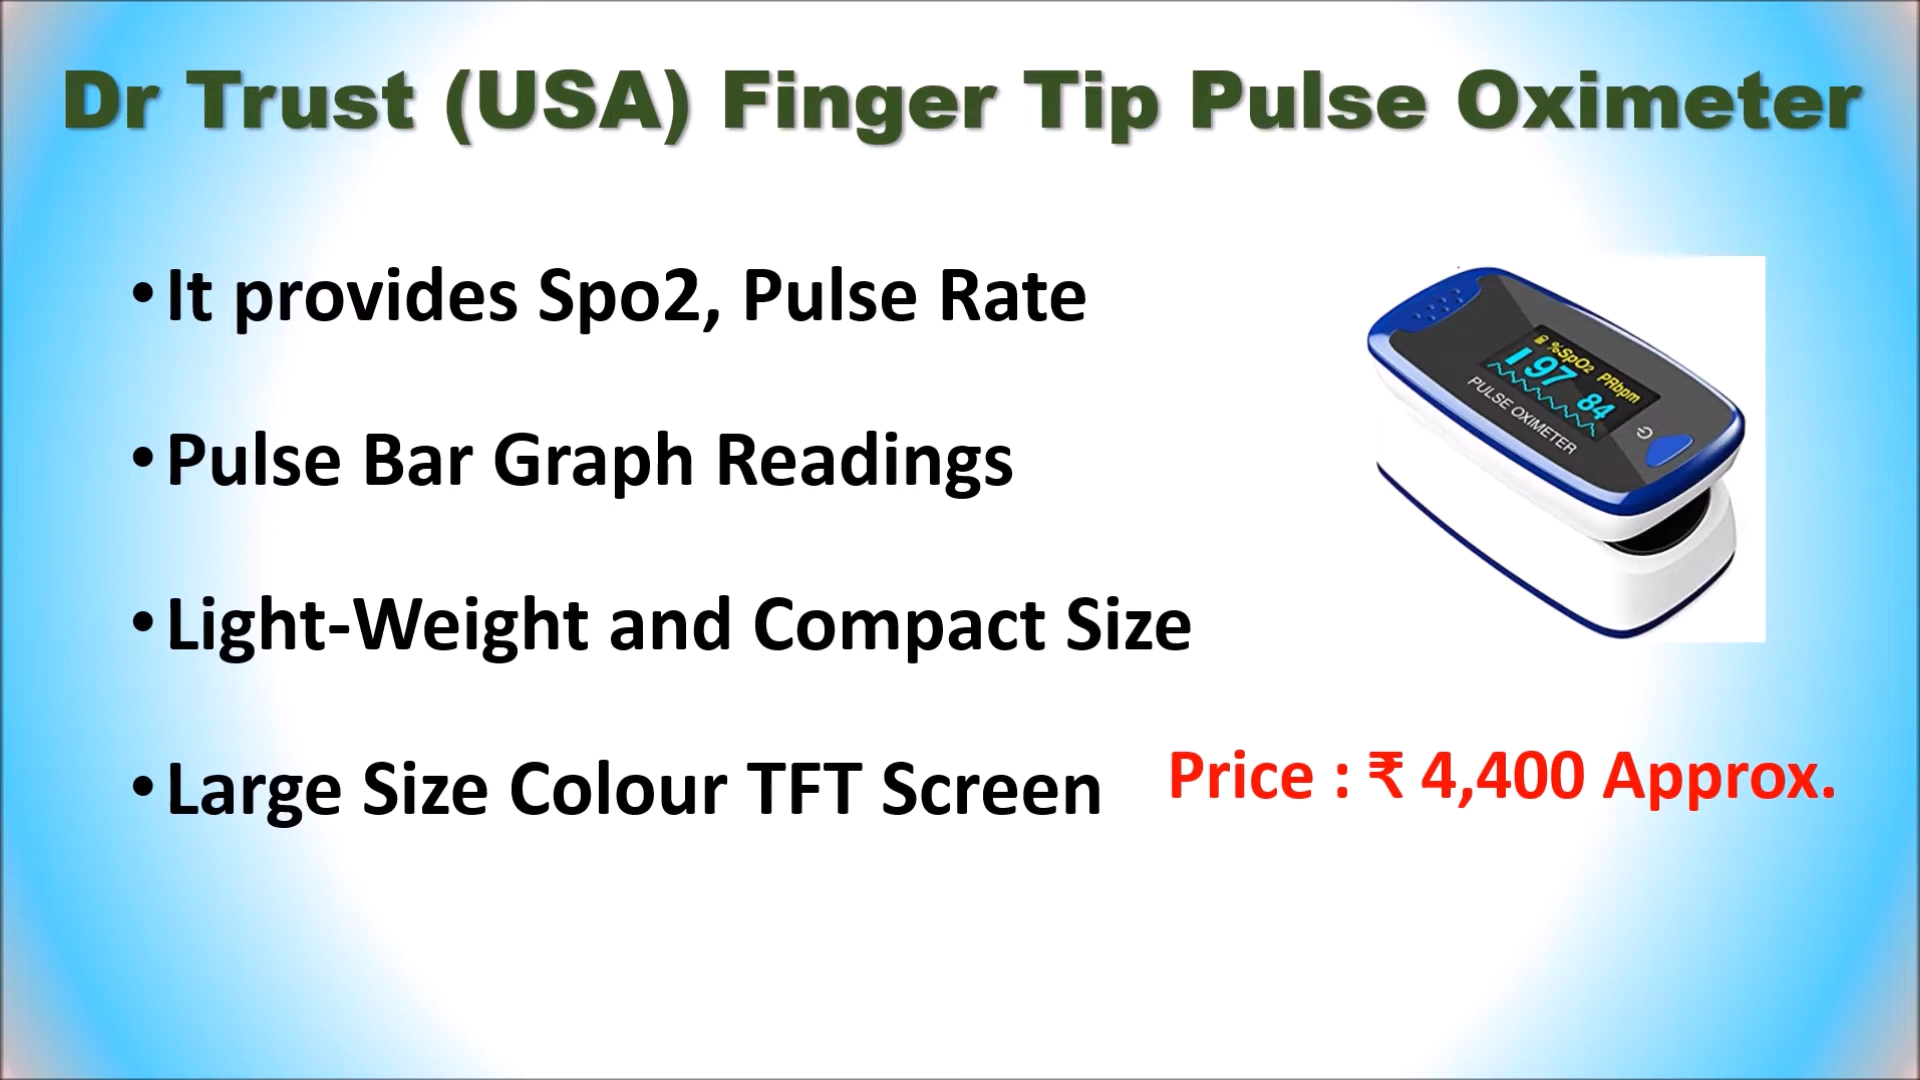 Dr Trust (USA) Finger Tip Pulse Oximeter
•It provides Spo2, Pulse Rate
•Pulse Bar Graph Readings
•Light-Weight and Compact Size
•Large Size Colour TFT Screen
%SpO2 PRbpm
97 84
PULSE OXIMETER
Price : ₹ 4,400 Approx.